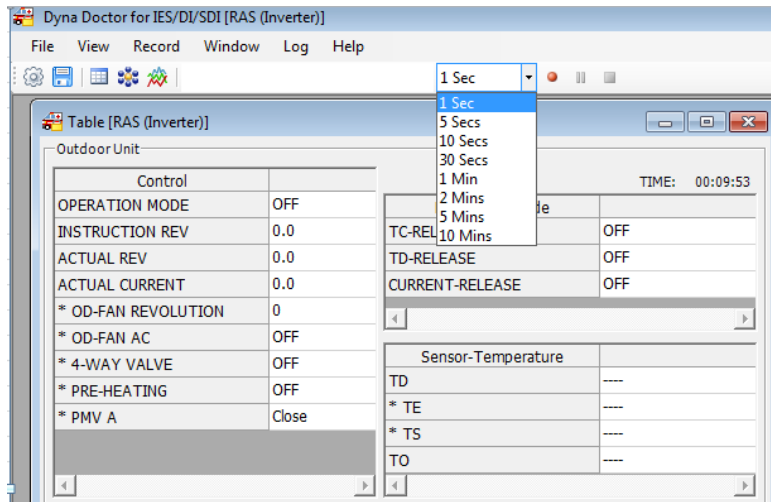 Dyna Doctor for IES/DI/SDI [RAS (Inverter)]
File View Record Window Log Help
1 Sec
1 Sec
5 Secs
10 Secs
30 Secs
1 Min
2 Mins
5 Mins
10 Mins
Table [RAS (Inverter)]
Outdoor Unit
TIME: 00:09:53
Control
OPERATION MODE OFF
INSTRUCTION REV 0.0
ACTUAL REV 0.0
ACTUAL CURRENT 0.0
* OD-FAN REVOLUTION 0
* OD-FAN AC OFF
* 4-WAY VALVE OFF
* PRE-HEATING OFF
* PMV A Close
OFF
TD-RELEASE OFF
CURRENT-RELEASE OFF
Sensor-Temperature
TD ----
* TE ----
* TS ----
TO ----